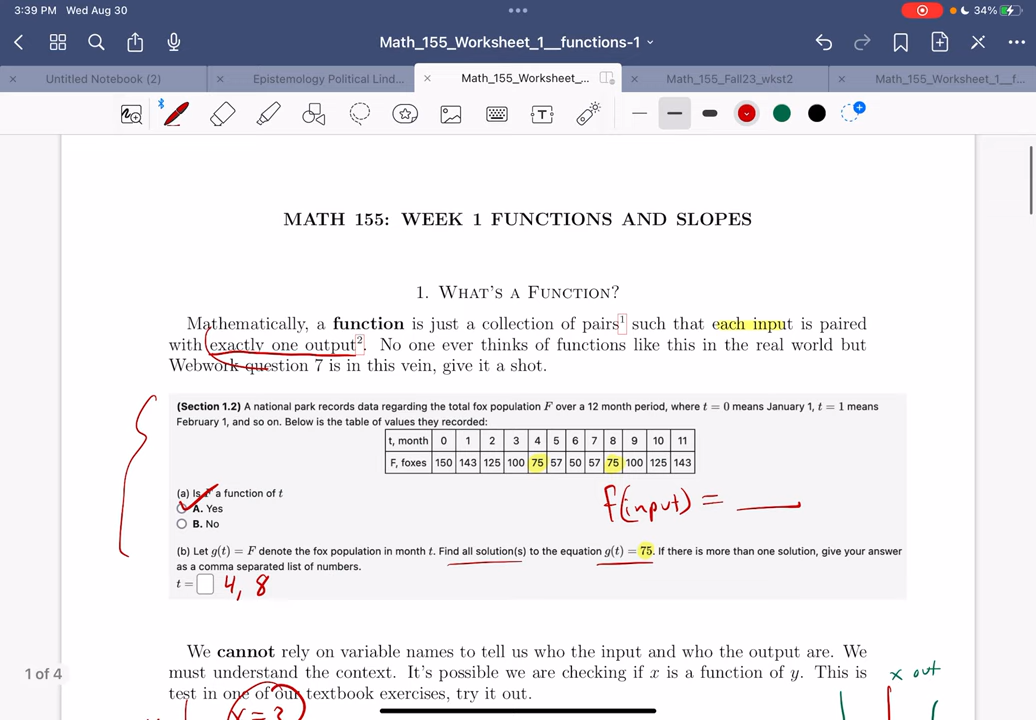 3:39 PM Wed Aug 30
34%
Math_155_Worksheet_1__functions-1
Untitled Notebook (2)
Epistemology Political Lind...
Math_155_Worksheet_...
Math_155_Fall23_wkst2
Math_155_Worksheet_1__f...
MATH 155: WEEK 1 FUNCTIONS AND SLOPES
1. WHAT'S A FUNCTION?
Mathematically, a function is just a collection of pairs1 such that each input is paired
with exactly one output2. No one ever thinks of functions like this in the real world but
Webwork question 7 is in this vein, give it a shot.
(Section 1.2) A national park records data regarding the total fox population F over a 12 month period, where t = 0 means January 1, t = 1 means
February 1, and so on. Below is the table of values they recorded:
t, month 0 1 2 3 4 5 6 7 8 9 10 11
F, foxes 150 143 125 100 75 57 50 57 75 100 125 143
(a) Is F a function of t
A. Yes
f(input) = ___
B. No
(b) Let g(t) = F denote the fox population in month t. Find all solution(s) to the equation g(t) = 75. If there is more than one solution, give your answer
as a comma separated list of numbers.
t = 4, 8
We cannot rely on variable names to tell us who the input and who the output are. We
must understand the context. It's possible we are checking if x is a function of y. This is
1 of 4
x out
test in one of our textbook exercises, try it out.